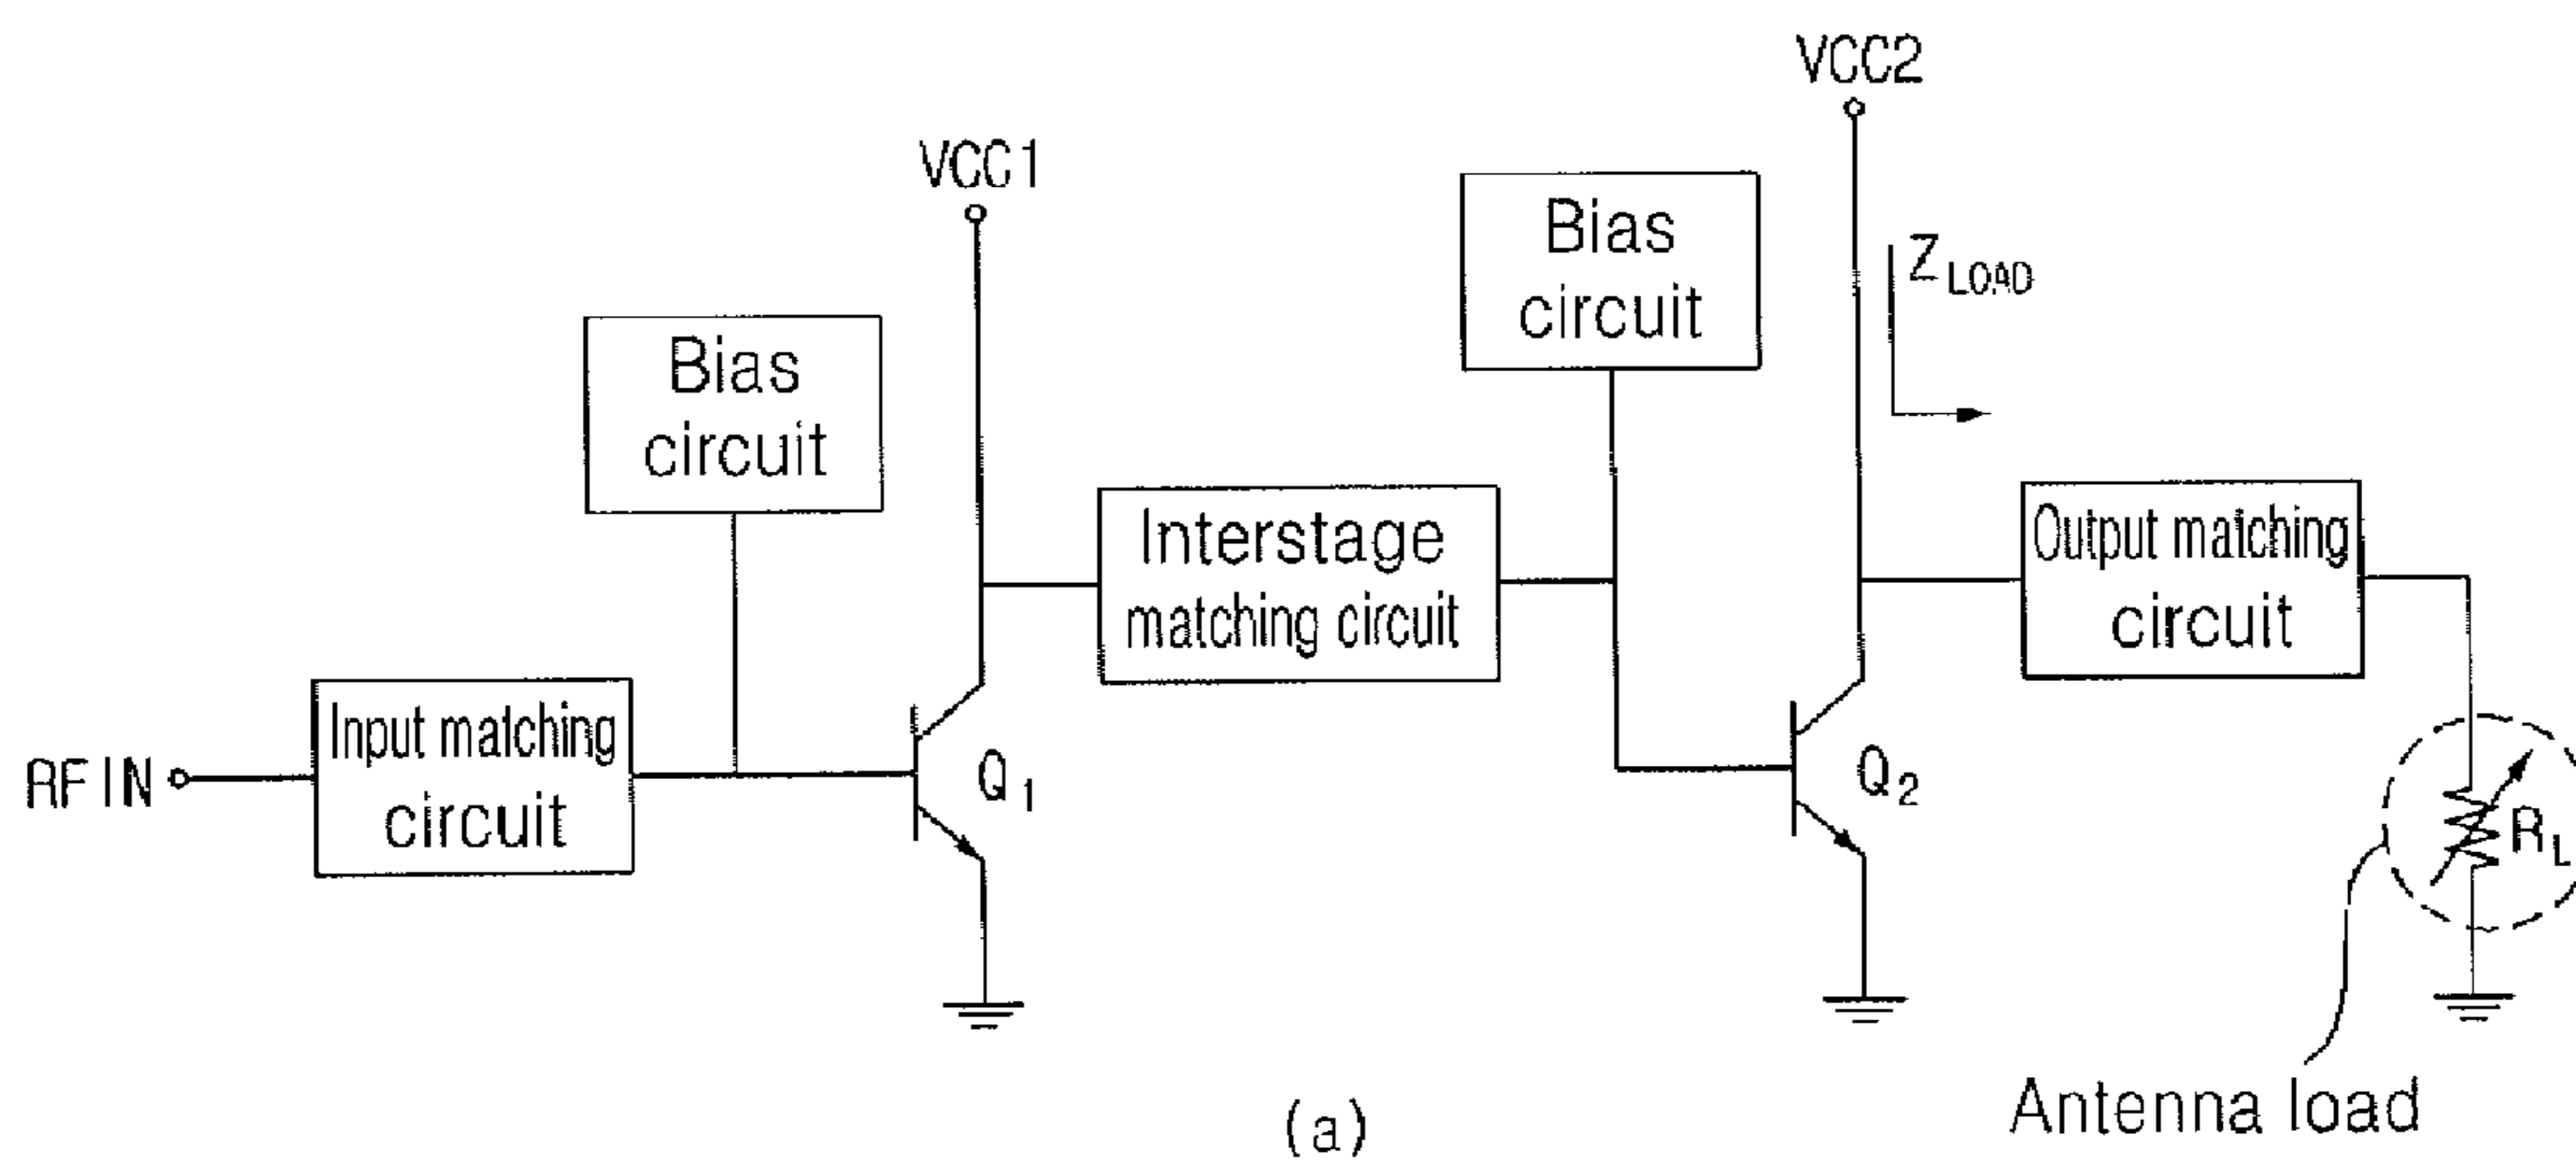 VCC2
VCC1
Bias
circuit
Z LOAD
Bias
circuit
Interstage
matching circuit
Output matching
circuit
Input matching
circuit
RF IN
Q1
Q2
RL
Antenna load
(a)